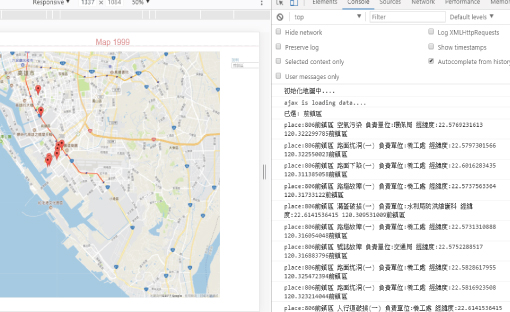 Responsive ▼ 1337 × 1064 50% ▼
Elements Console Sources Network Performance Memor
top ▼ Filter Default levels ▼
Hide network Log XMLHttpRequests
Preserve log Show timestamps
Selected context only Autocomplete from history
User messages only
Map 1999
初始化地圖中....
ajax is loading data....
已選: 前鎮區
place:806前鎮區 空氣污染 負責單位:環保局 經緯度:22.5769231613
120.322299785前鎮區
place:806前鎮區 路面坑洞(一) 負責單位:養工處 經緯度:22.5797301566
120.322550023前鎮區
place:806前鎮區 路面下陷(一) 負責單位:養工處 經緯度:22.6016283435
120.311385058前鎮區
place:806前鎮區 路燈故障(一) 負責單位:養工處 經緯度:22.5737563364
120.31733122前鎮區
place:806前鎮區 溝蓋破損(一) 負責單位:水利局防洪維護科 經緯
度:22.6141536415 120.309531009前鎮區
place:806前鎮區 路燈故障(一) 負責單位:養工處 經緯度:22.5731310888
120.316854048前鎮區
place:806前鎮區 號誌故障 負責單位:交通局 經緯度:22.5752288517
120.316883796前鎮區
place:806前鎮區 路面坑洞(一) 負責單位:養工處 經緯度:22.5828617955
120.325472394前鎮區
place:806前鎮區 路面坑洞(一) 負責單位:養工處 經緯度:22.5816923508
120.323214044前鎮區
place:806前鎮區 人行道破損(一) 負責單位:養工處 經緯度:22.6141536415